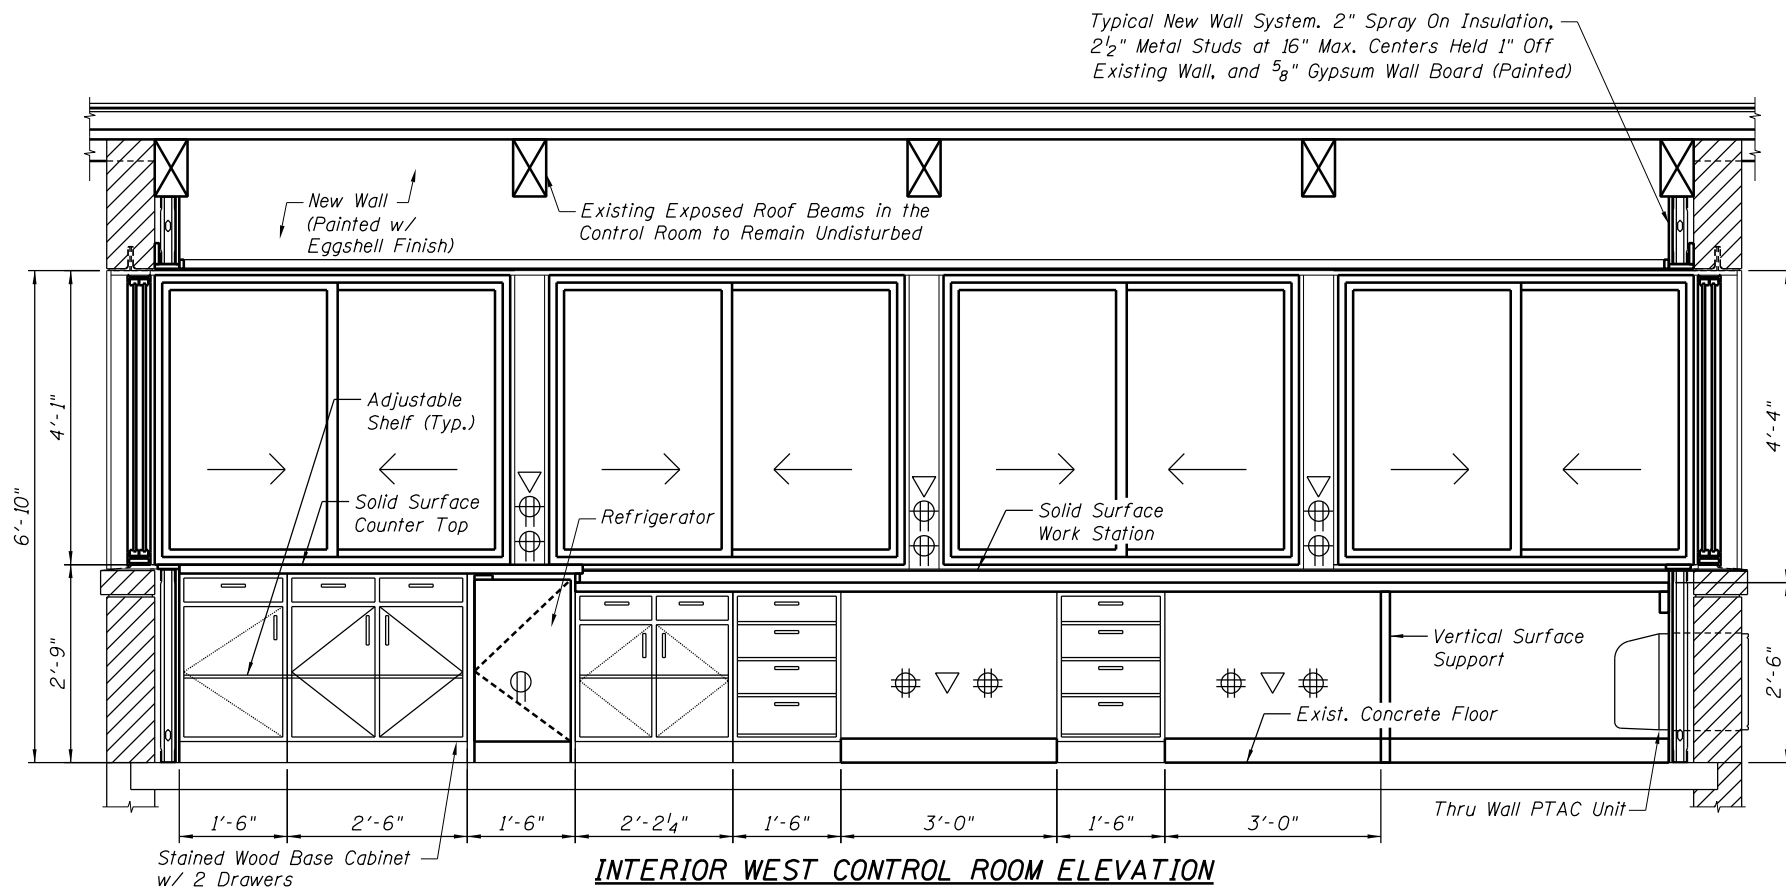 Typical New Wall System. 2" Spray On Insulation,
2 1/2" Metal Studs at 16" Max. Centers Held 1" Off
Existing Wall, and 5/8" Gypsum Wall Board (Painted)
New Wall
(Painted w/
Eggshell Finish)
Existing Exposed Roof Beams in the
Control Room to Remain Undisturbed
6'-10"
4'-1"
2'-9"
4'-4"
2'-6"
Adjustable
Shelf (Typ.)
Solid Surface
Counter Top
Refrigerator
Solid Surface
Work Station
Vertical Surface
Support
Exist. Concrete Floor
Thru Wall PTAC Unit
1'-6"
2'-6"
1'-6"
2'-2 1/4"
1'-6"
3'-0"
1'-6"
3'-0"
Stained Wood Base Cabinet
w/ 2 Drawers
INTERIOR WEST CONTROL ROOM ELEVATION